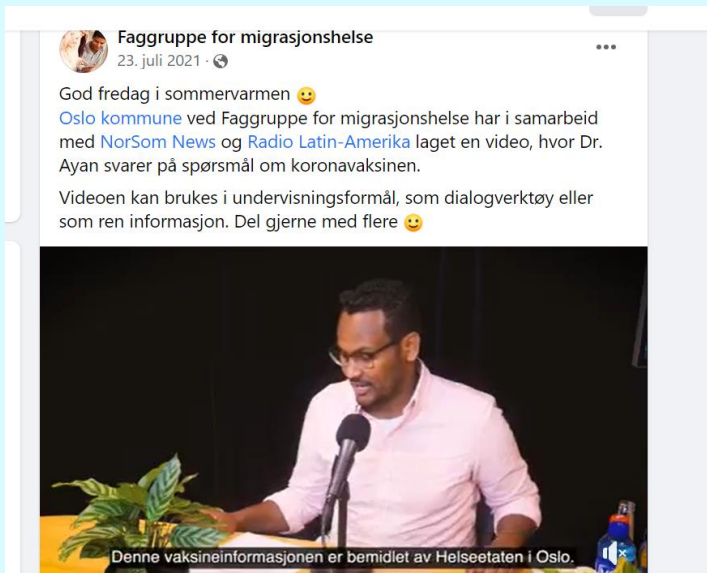 Faggruppe for migrasjonshelse
23. juli 2021 ·
God fredag i sommervarmen 🙂
Oslo kommune ved Faggruppe for migrasjonshelse har i samarbeid
med NorSom News og Radio Latin-Amerika laget en video, hvor Dr.
Ayan svarer på spørsmål om koronavaksinen.
Videoen kan brukes i undervisningsformål, som dialogverktøy eller
som ren informasjon. Del gjerne med flere 🙂
Denne vaksineinformasjonen er bemidlet av Helseetaten i Oslo.